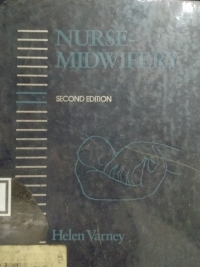 NURSE-
MIDWIFERY
SECOND EDITION
Helen Varney